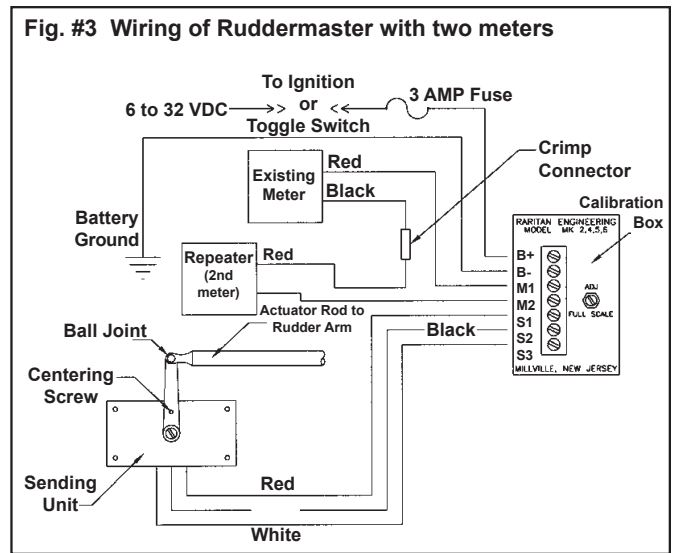 Fig. #3 Wiring of Ruddermaster with two meters
To Ignition
6 to 32 VDC
or
3 AMP Fuse
Toggle Switch
Crimp
Connector
Red
Existing
Meter
Black
Calibration
Box
Battery
Ground
RARITAN ENGINEERING
MODEL MK 2,4,5,6
Repeater
(2nd
meter)
Red
B+
B-
M1
M2
S1
S2
S3
ADJ
FULL SCALE
MILLVILLE, NEW JERSEY
Actuator Rod to
Rudder Arm
Ball Joint
Black
Centering
Screw
Sending
Unit
Red
White